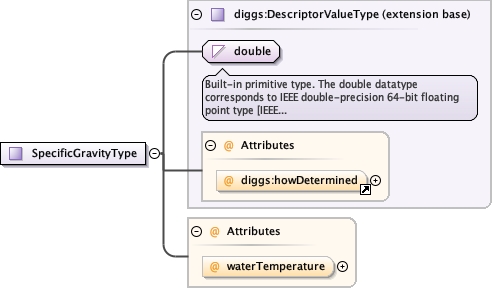 diggs:DescriptorValueType (extension base)
double
Built-in primitive type. The double datatype
corresponds to IEEE double-precision 64-bit floating
point type [IEEE...
@ Attributes
SpecificGravityType
@ diggs:howDetermined
@ Attributes
@ waterTemperature